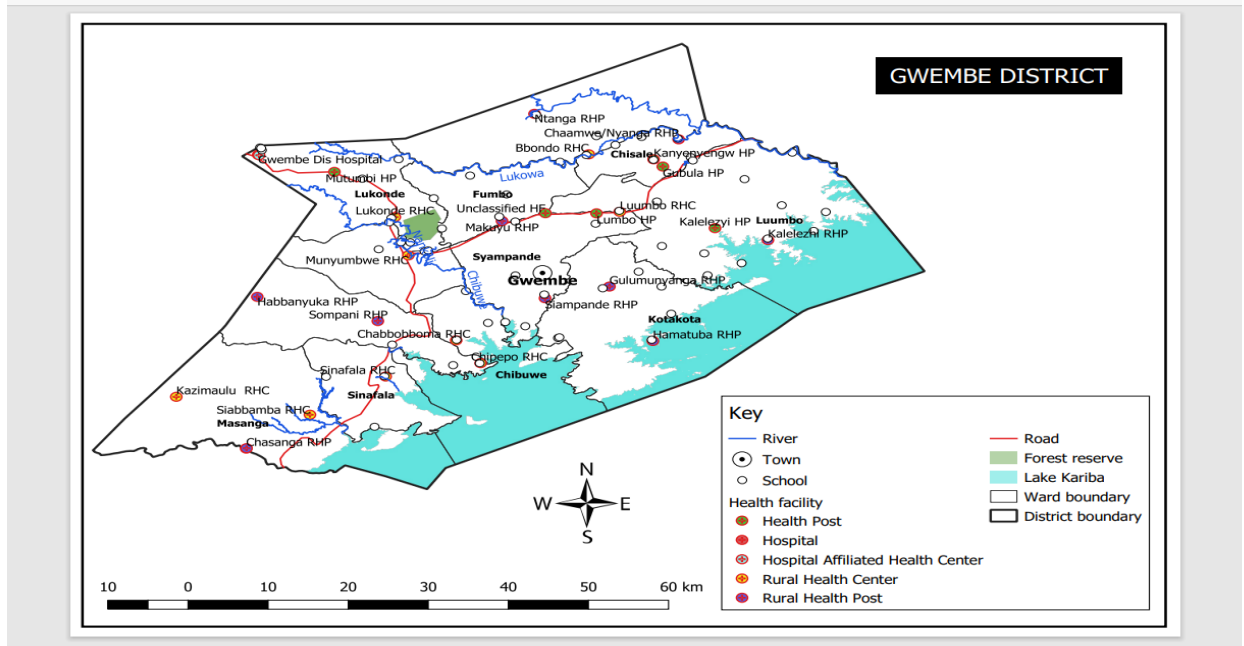 GWEMBE DISTRICT
Ntanga RHP
Chaamwe/Nyanga RHP
Bbondo RHC
Chisale
Kanyenyengw HP
Gwembe Dis Hospital
Gubula HP
Mutumbi HP
Lukowa
Lukonde
Fumbo
Lukonde RHC
Unclassified HF
Luumbo RHC
Makuyu RHP
Lumbo HP
Kalelezyi HP
Luumbo
Kalelezhi RHP
Munyumbwe RHC
Syampande
Chibuwe
Gwembe
Gulumunyanga RHP
Habbanyuka RHP
Siampande RHP
Sompani RHP
Kotakota
Chabbobboma RHC
Hamatuba RHP
Chipepo RHC
Sinafala RHC
Chibuwe
Kazimaulu RHC
Sinafala
Siabbamba RHC
Masanga
Chasanga RHP
N
W E
S
10 0 10 20 30 40 50 60 km
Key
River
Town
School
Health facility
Health Post
Hospital
Hospital Affiliated Health Center
Rural Health Center
Rural Health Post
Road
Forest reserve
Lake Kariba
Ward boundary
District boundary